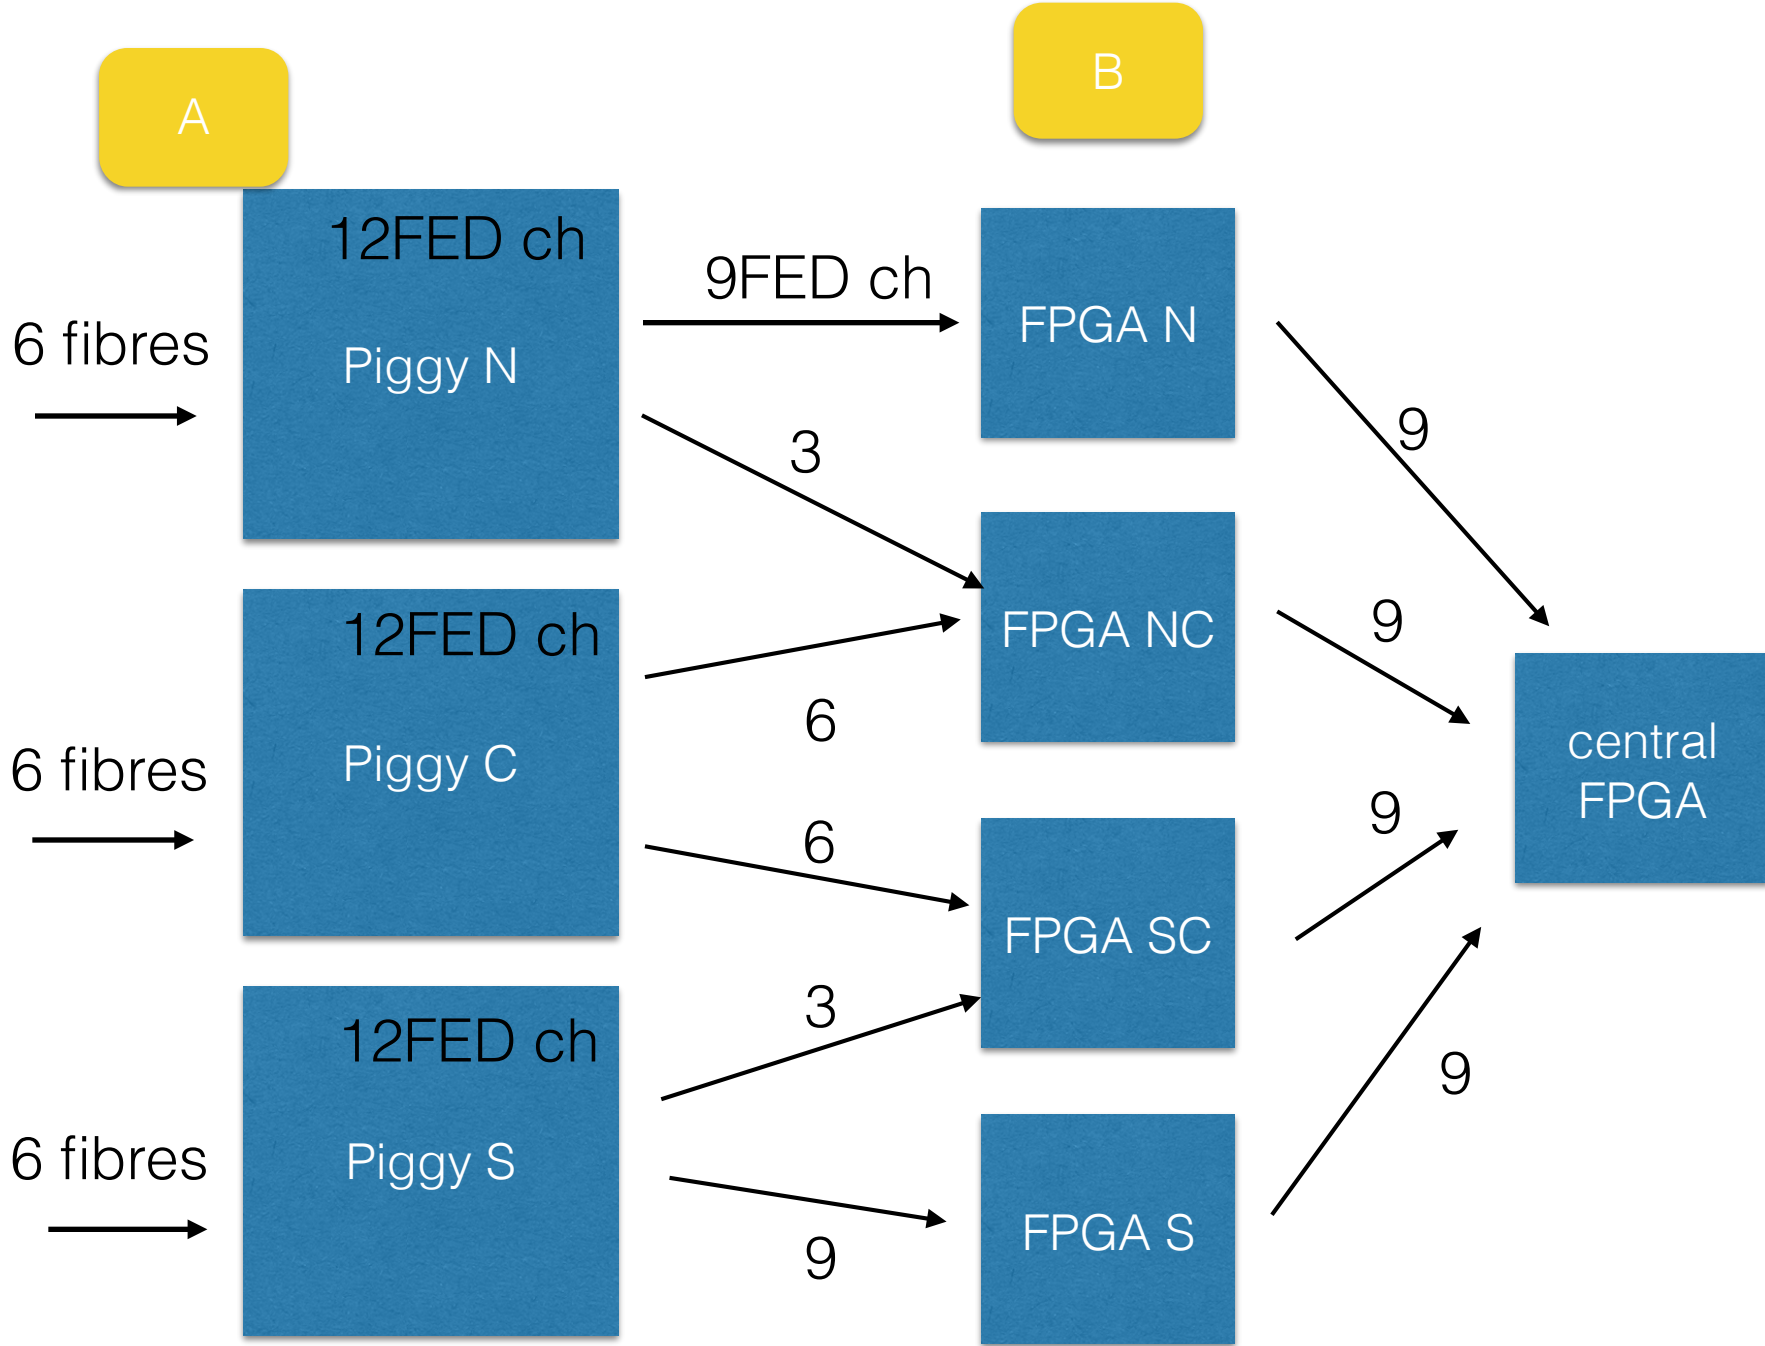 A
B
12FED ch
6 fibres
Piggy N
9FED ch
3
FPGA N
9
12FED ch
6 fibres
Piggy C
6
6
FPGA NC
9
FPGA SC
9
central
FPGA
12FED ch
6 fibres
Piggy S
3
9
FPGA S
9